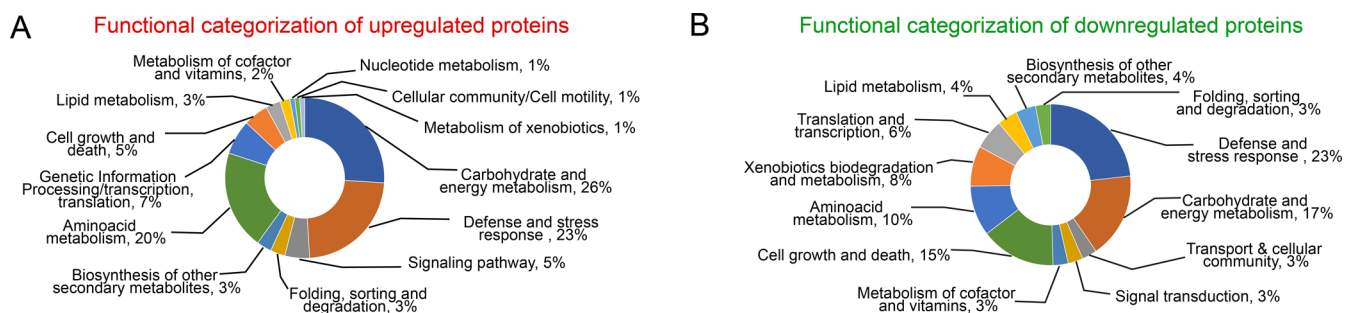 A
Functional categorization of upregulated proteins
Metabolism of cofactor
and vitamins, 2%
Nucleotide metabolism, 1%
Lipid metabolism, 3%
Cellular community/Cell motility, 1%
Cell growth and
death, 5%
Metabolism of xenobiotics, 1%
Genetic Information
Processing/transcription,
translation, 7%
Carbohydrate and
energy metabolism, 26%
Aminoacid
metabolism, 20%
Defense and stress
response , 23%
Biosynthesis of other
secondary metabolites, 3%
Signaling pathway, 5%
Folding, sorting and
degradation, 3%
B
Functional categorization of downregulated proteins
Biosynthesis of other
secondary metabolites, 4%
Lipid metabolism, 4%
Folding, sorting
and degradation, 3%
Translation and
transcription, 6%
Defense and
stress response , 23%
Xenobiotics biodegradation
and metabolism, 8%
Carbohydrate and
energy metabolism, 17%
Aminoacid
metabolism, 10%
Cell growth and death, 15%
Transport & cellular
community, 3%
Metabolism of cofactor
and vitamins, 3%
Signal transduction, 3%